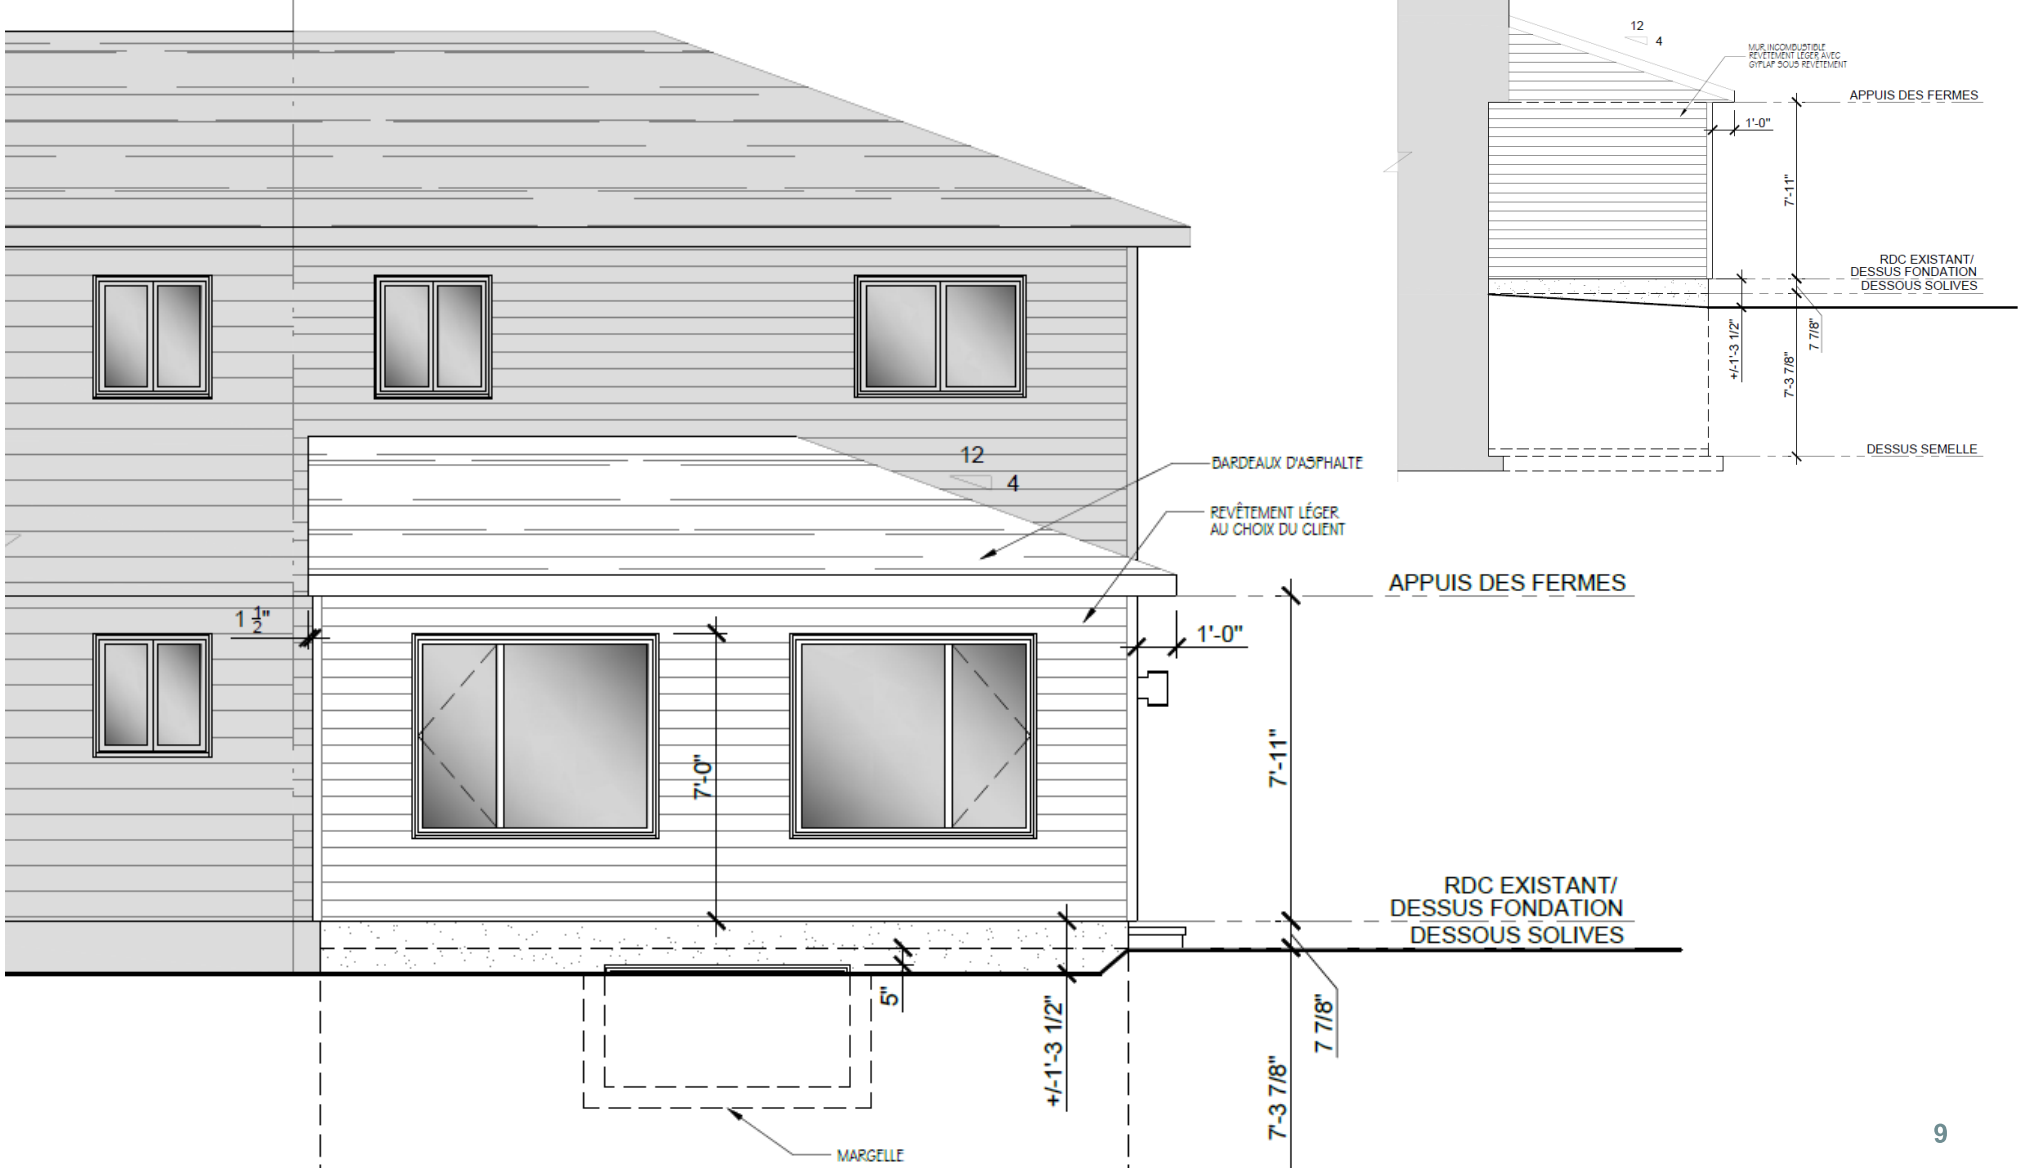 12
4
MUR INCOMBUSTIBLE
REVÊTEMENT LÉGER AVEC
GYPLAP SOUS REVÊTEMENT
APPUIS DES FERMES
1'-0"
7'-11"
RDC EXISTANT/
DESSUS FONDATION
DESSOUS SOLIVES
+/-1'-3 1/2"
7 7/8"
7'-3 7/8"
DESSUS SEMELLE
12
4
BARDEAUX D'ASPHALTE
REVÊTEMENT LÉGER
AU CHOIX DU CLIENT
APPUIS DES FERMES
1 1/2"
1'-0"
7'-0"
7'-11"
RDC EXISTANT/
DESSUS FONDATION
DESSOUS SOLIVES
5"
+/-1'-3 1/2"
7 7/8"
7'-3 7/8"
MARGELLE
9